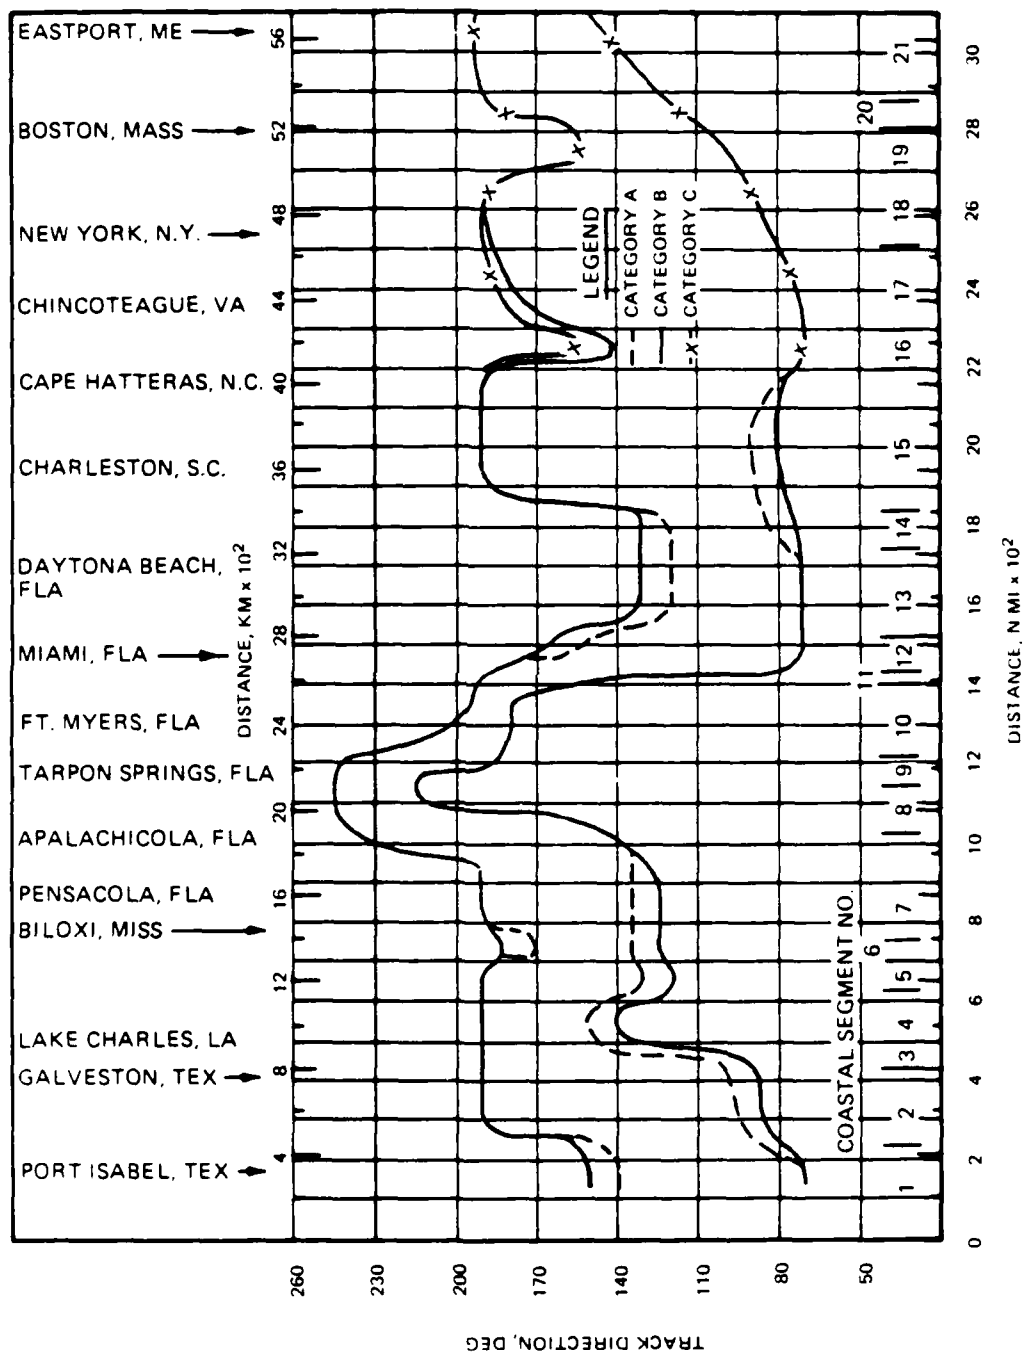 EASTPORT, ME
BOSTON, MASS
NEW YORK, N.Y.
CHINCOTEAGUE, VA
CAPE HATTERAS, N.C.
CHARLESTON, S.C.
DAYTONA BEACH,
FLA
MIAMI, FLA
FT. MYERS, FLA
TARPON SPRINGS, FLA
APALACHICOLA, FLA
PENSACOLA, FLA
BILOXI, MISS
LAKE CHARLES, LA
GALVESTON, TEX
PORT ISABEL, TEX
DISTANCE, KM x 10²
4 8 12 16 20 24 28 32 36 40 44 48 52 56
LEGEND
CATEGORY A
CATEGORY B
CATEGORY C
COASTAL SEGMENT NO.
1 2 3 4 5 6 7 8 9 10 11 12 13 14 15 16 17 18 19 20 21
0 2 4 6 8 10 12 14 16 18 20 22 24 26 28 30
DISTANCE, N MI x 10²
260 230 200 170 140 110 80 50
TRACK DIRECTION, DEG